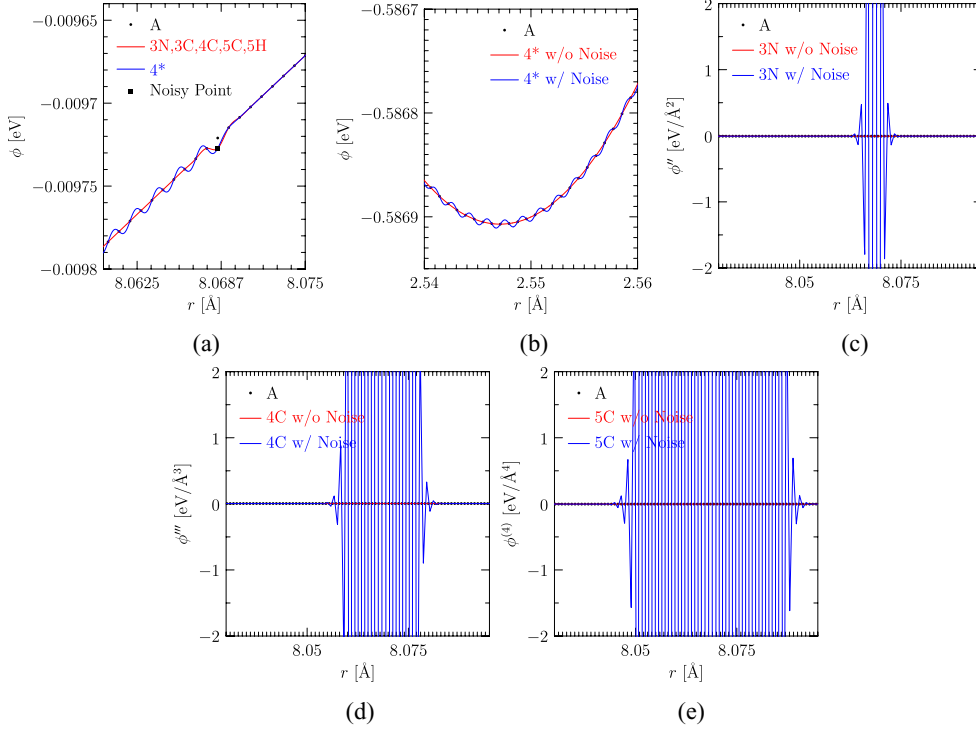 −0.00965
−0.0097
−0.00975
−0.0098
ϕ [eV]
A
3N,3C,4C,5C,5H
4*
Noisy Point
8.0625
8.0687
8.075
r [Å]
(a)
−0.5867
−0.5868
−0.5869
ϕ [eV]
A
4* w/o Noise
4* w/ Noise
2.54
2.55
2.56
r [Å]
(b)
2
1
0
−1
−2
ϕ′′ [eV/Å²]
A
3N w/o Noise
3N w/ Noise
8.05
8.075
r [Å]
(c)
2
1
0
−1
−2
ϕ′′′ [eV/Å³]
A
4C w/o Noise
4C w/ Noise
8.05
8.075
r [Å]
(d)
2
1
0
−1
−2
ϕ⁽⁴⁾ [eV/Å⁴]
A
5C w/o Noise
5C w/ Noise
8.05
8.075
r [Å]
(e)